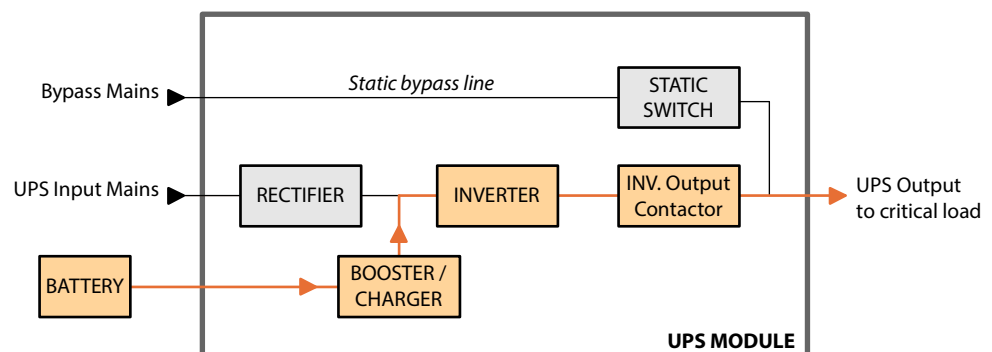 Bypass Mains
Static bypass line
STATIC
SWITCH
UPS Input Mains
RECTIFIER
INVERTER
INV. Output
Contactor
UPS Output
to critical load
BATTERY
BOOSTER /
CHARGER
UPS MODULE